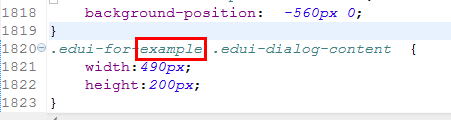 1818 background-position: -560px 0;
1819 }
1820 .edui-for-example .edui-dialog-content {
1821 width:490px;
1822 height:200px;
1823 }